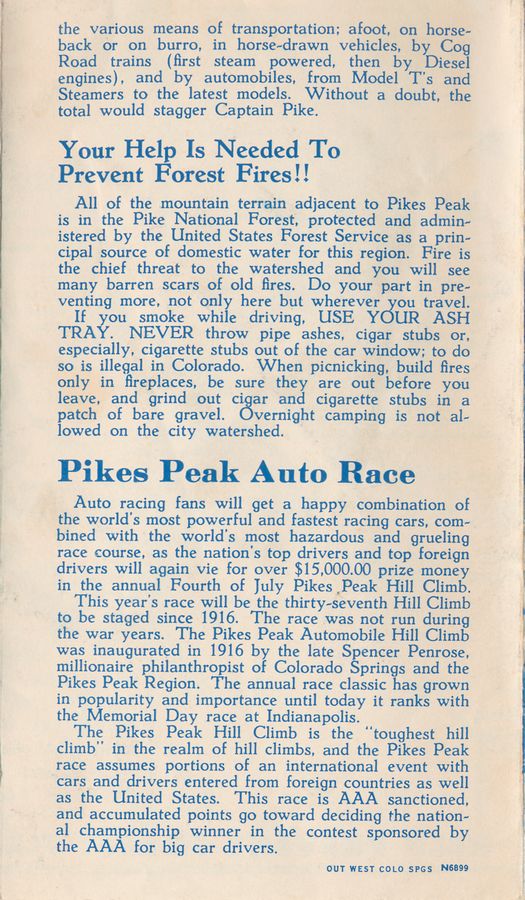 the various means of transportation; afoot, on horse-
back or on burro, in horse-drawn vehicles, by Cog
Road trains (first steam powered, then by Diesel
engines), and by automobiles, from Model T's and
Steamers to the latest models. Without a doubt, the
total would stagger Captain Pike.
Your Help Is Needed To
Prevent Forest Fires!!
All of the mountain terrain adjacent to Pikes Peak
is in the Pike National Forest, protected and admin-
istered by the United States Forest Service as a prin-
cipal source of domestic water for this region. Fire is
the chief threat to the watershed and you will see
many barren scars of old fires. Do your part in pre-
venting more, not only here but wherever you travel.
If you smoke while driving, USE YOUR ASH
TRAY. NEVER throw pipe ashes, cigar stubs or,
especially, cigarette stubs out of the car window; to do
so is illegal in Colorado. When picnicking, build fires
only in fireplaces, be sure they are out before you
leave, and grind out cigar and cigarette stubs in a
patch of bare gravel. Overnight camping is not al-
lowed on the city watershed.
Pikes Peak Auto Race
Auto racing fans will get a happy combination of
the world's most powerful and fastest racing cars, com-
bined with the world's most hazardous and grueling
race course, as the nation's top drivers and top foreign
drivers will again vie for over $15,000.00 prize money
in the annual Fourth of July Pikes Peak Hill Climb.
This year's race will be the thirty-seventh Hill Climb
to be staged since 1916. The race was not run during
the war years. The Pikes Peak Automobile Hill Climb
was inaugurated in 1916 by the late Spencer Penrose,
millionaire philanthropist of Colorado Springs and the
Pikes Peak Region. The annual race classic has grown
in popularity and importance until today it ranks with
the Memorial Day race at Indianapolis.
The Pikes Peak Hill Climb is the "toughest hill
climb" in the realm of hill climbs, and the Pikes Peak
race assumes portions of an international event with
cars and drivers entered from foreign countries as well
as the United States. This race is AAA sanctioned,
and accumulated points go toward deciding the nation-
al championship winner in the contest sponsored by
the AAA for big car drivers.
OUT WEST COLO SPGS N6899